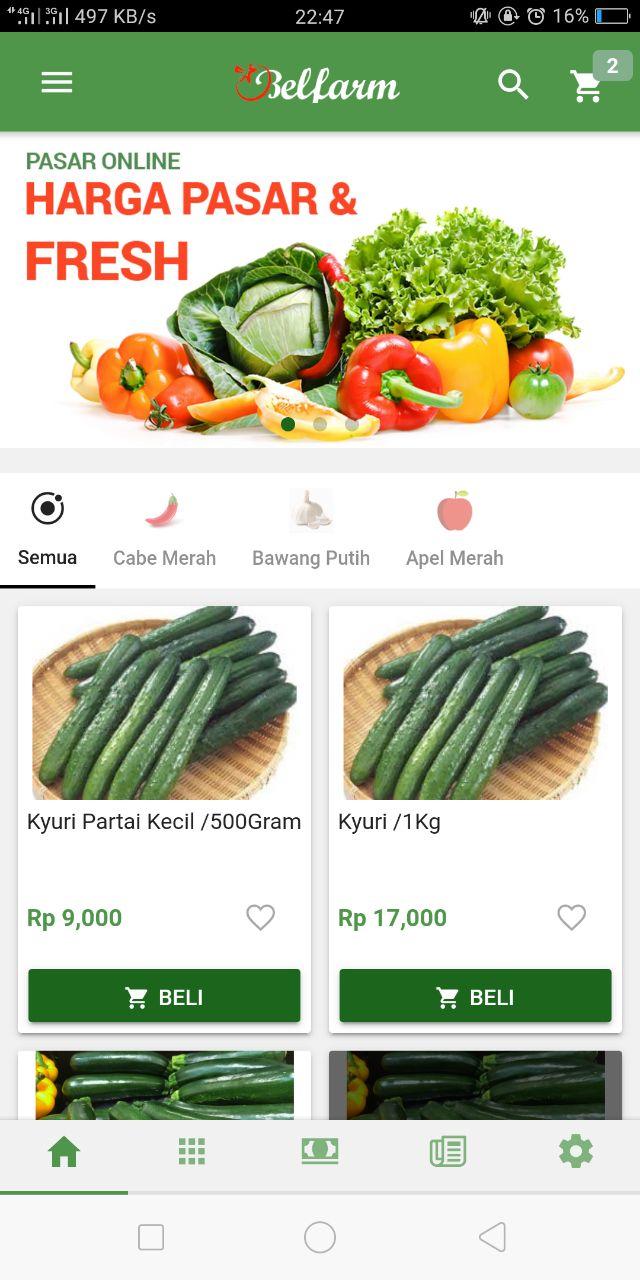 4G 3G 497 KB/s 22:47 16%
Belfarm
2
PASAR ONLINE
HARGA PASAR &
FRESH
Semua Cabe Merah Bawang Putih Apel Merah
Kyuri Partai Kecil /500Gram
Rp 9,000
BELI
Kyuri /1Kg
Rp 17,000
BELI